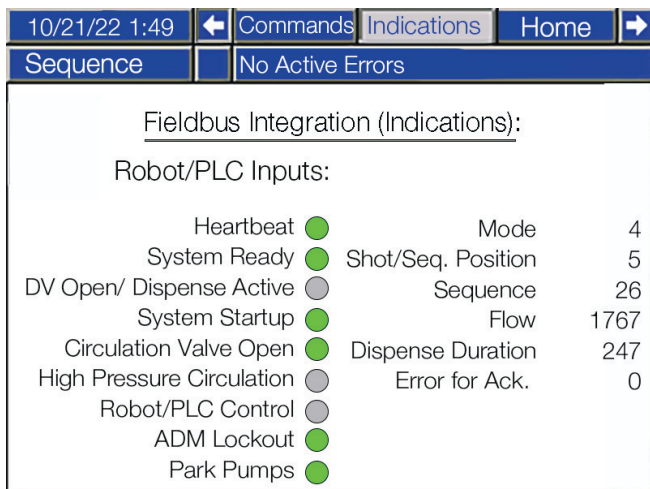 10/21/22 1:49 Commands Indications Home
Sequence No Active Errors
Fieldbus Integration (Indications):
Robot/PLC Inputs:
Heartbeat Mode 4
System Ready Shot/Seq. Position 5
DV Open/ Dispense Active Sequence 26
System Startup Flow 1767
Circulation Valve Open Dispense Duration 247
High Pressure Circulation Error for Ack. 0
Robot/PLC Control
ADM Lockout
Park Pumps